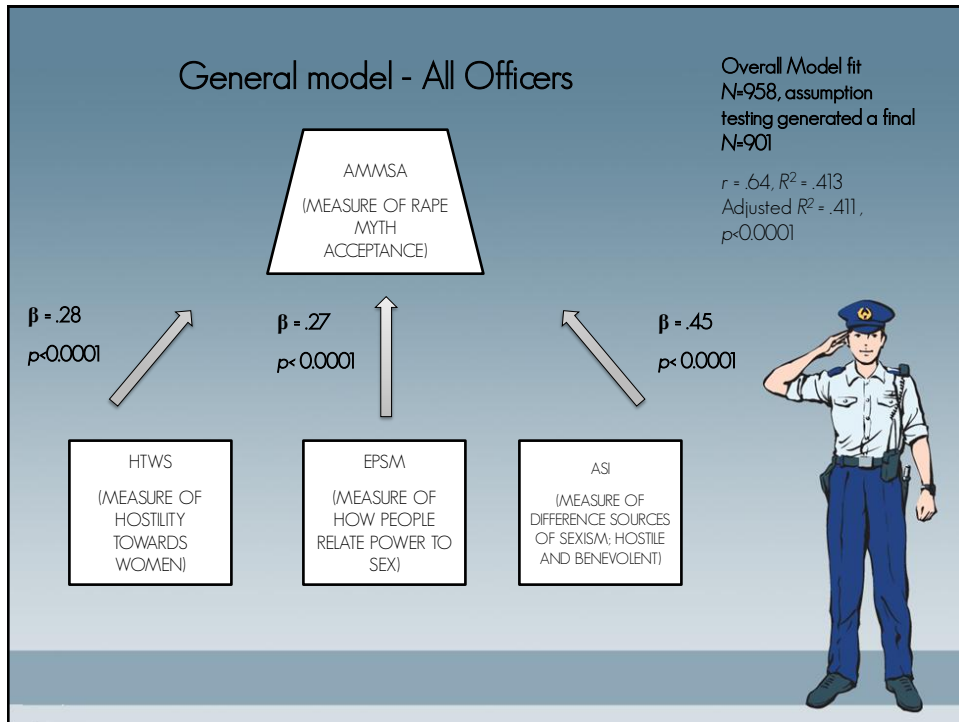 General model - All Officers
Overall Model fit
N=958, assumption
testing generated a final
N=901
r = .64, R² = .413
Adjusted R² = .411,
p<0.0001
AMMSA
(MEASURE OF RAPE
MYTH
ACCEPTANCE)
β = .28
p<0.0001
β = .27
p< 0.0001
β = .45
p< 0.0001
HTWS
(MEASURE OF
HOSTILITY
TOWARDS
WOMEN)
EPSM
(MEASURE OF
HOW PEOPLE
RELATE POWER TO
SEX)
ASI
(MEASURE OF
DIFFERENCE SOURCES
OF SEXISM; HOSTILE
AND BENEVOLENT)